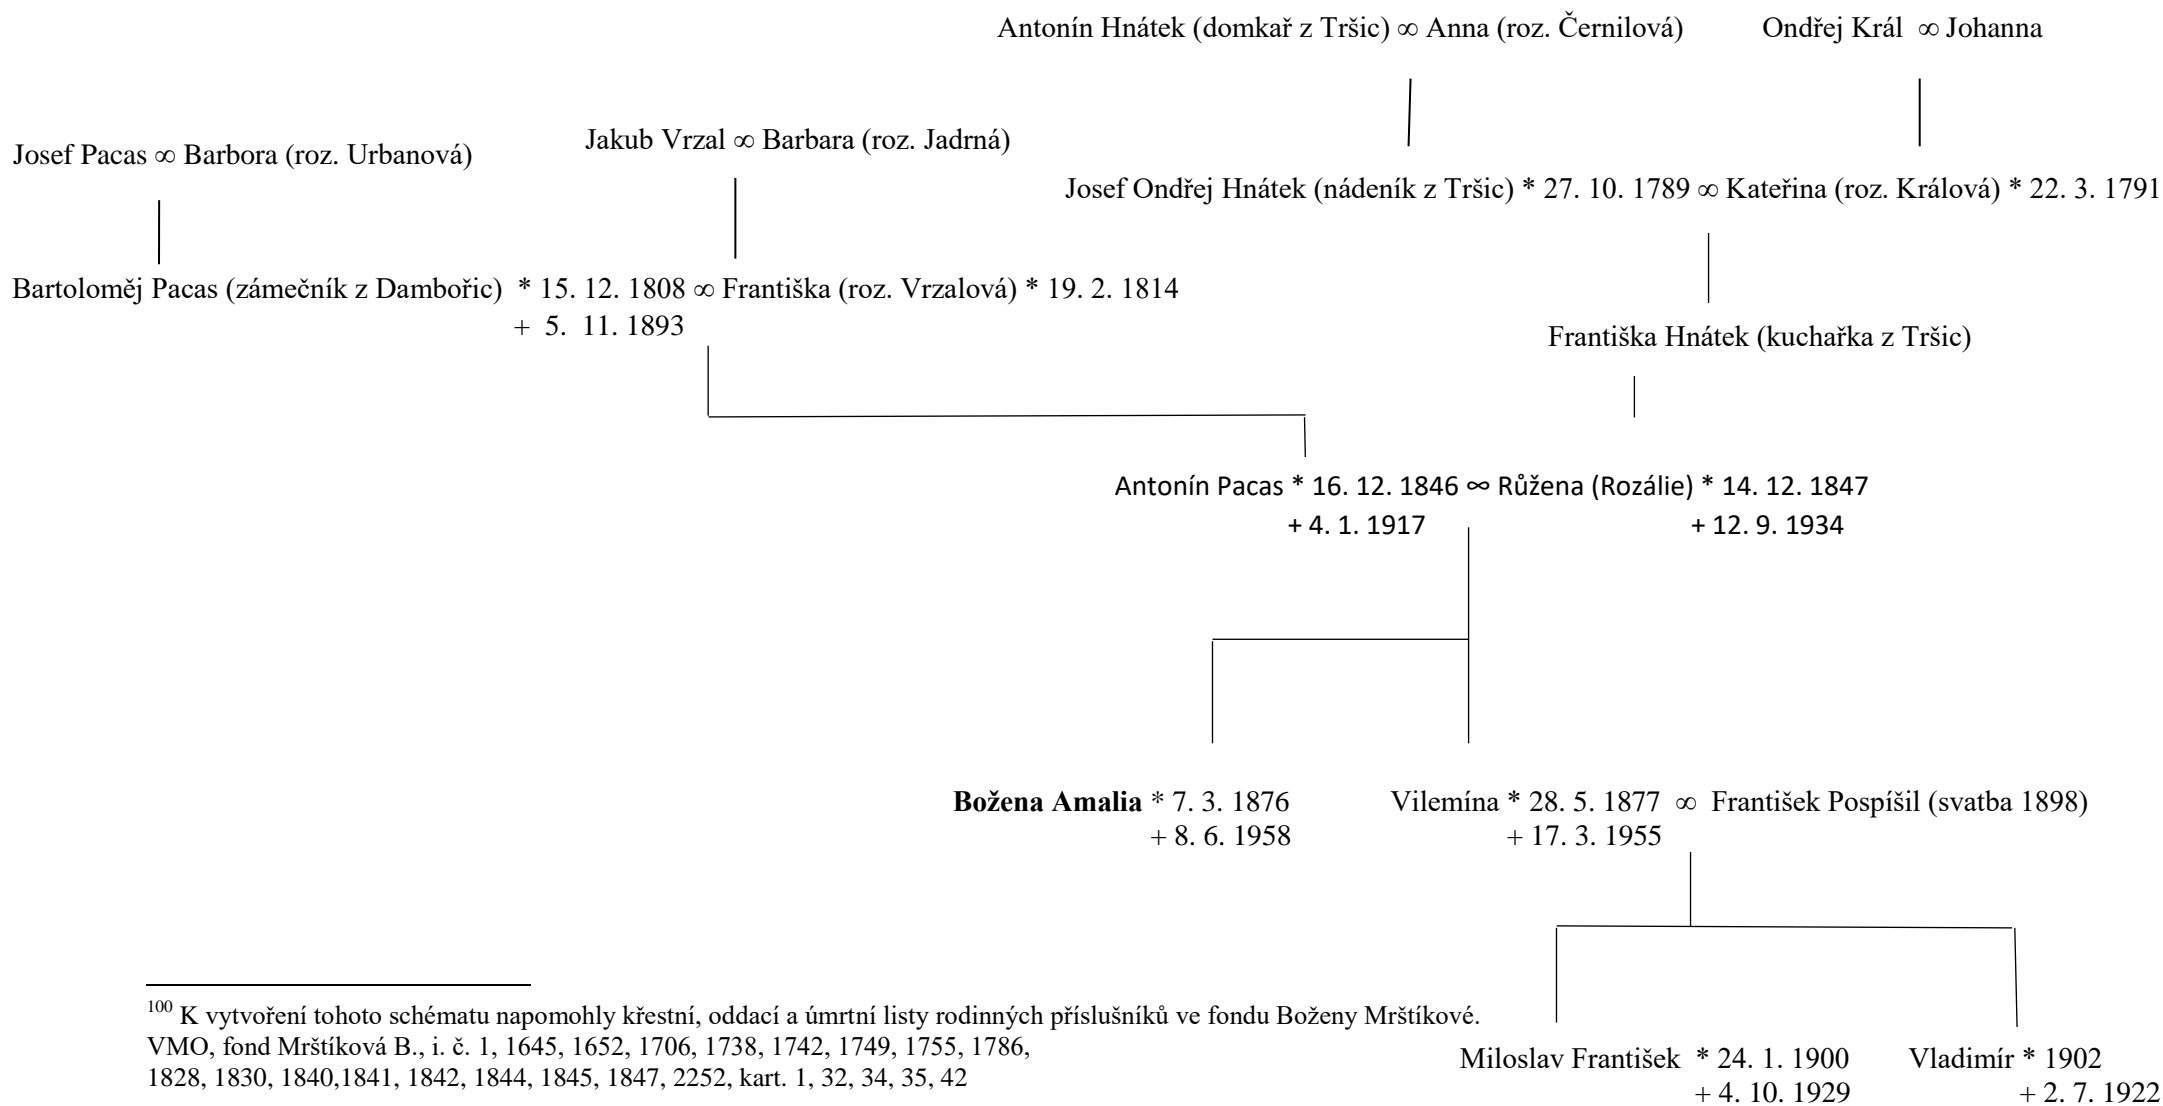 Antonín Hnátek (domkař z Tršic) ∞ Anna (roz. Černilová) Ondřej Král ∞ Johanna
Jakub Vrzal ∞ Barbara (roz. Jadrná)
Josef Pacas ∞ Barbora (roz. Urbanová)
Josef Ondřej Hnátek (nádeník z Tršic) * 27. 10. 1789 ∞ Kateřina (roz. Králová) * 22. 3. 1791
Bartoloměj Pacas (zámečník z Dambořic) * 15. 12. 1808 ∞ Františka (roz. Vrzalová) * 19. 2. 1814
+ 5. 11. 1893
Františka Hnátek (kuchařka z Tršic)
Antonín Pacas * 16. 12. 1846 ∞ Růžena (Rozálie) * 14. 12. 1847
+ 4. 1. 1917 + 12. 9. 1934
Božena Amalia * 7. 3. 1876 Vilemína * 28. 5. 1877 ∞ František Pospíšil (svatba 1898)
+ 8. 6. 1958 + 17. 3. 1955
100 K vytvoření tohoto schématu napomohly křestní, oddací a úmrtní listy rodinných příslušníků ve fondu Boženy Mrštíkové.
VMO, fond Mrštíková B., i. č. 1, 1645, 1652, 1706, 1738, 1742, 1749, 1755, 1786,
1828, 1830, 1840,1841, 1842, 1844, 1845, 1847, 2252, kart. 1, 32, 34, 35, 42
Miloslav František * 24. 1. 1900 Vladimír * 1902
+ 4. 10. 1929 + 2. 7. 1922